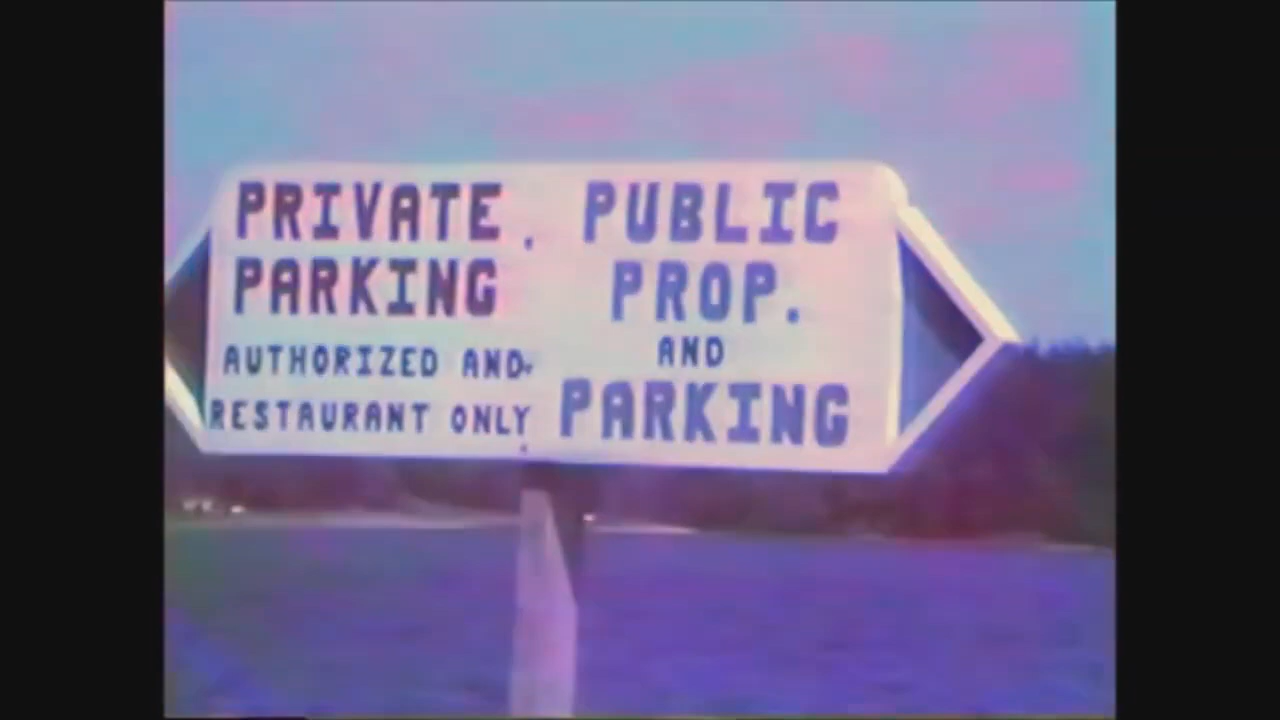 PRIVATE
PARKING
AUTHORIZED AND
RESTAURANT ONLY
PUBLIC
PROP.
AND
PARKING